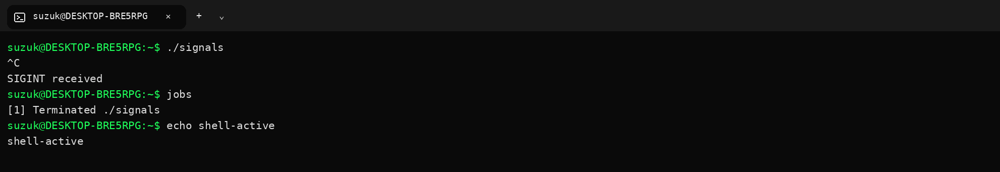 suzuk@DESKTOP-BRE5RPG × + ⌄
suzuk@DESKTOP-BRE5RPG:~$ ./signals
^C
SIGINT received
suzuk@DESKTOP-BRE5RPG:~$ jobs
[1] Terminated ./signals
suzuk@DESKTOP-BRE5RPG:~$ echo shell-active
shell-active